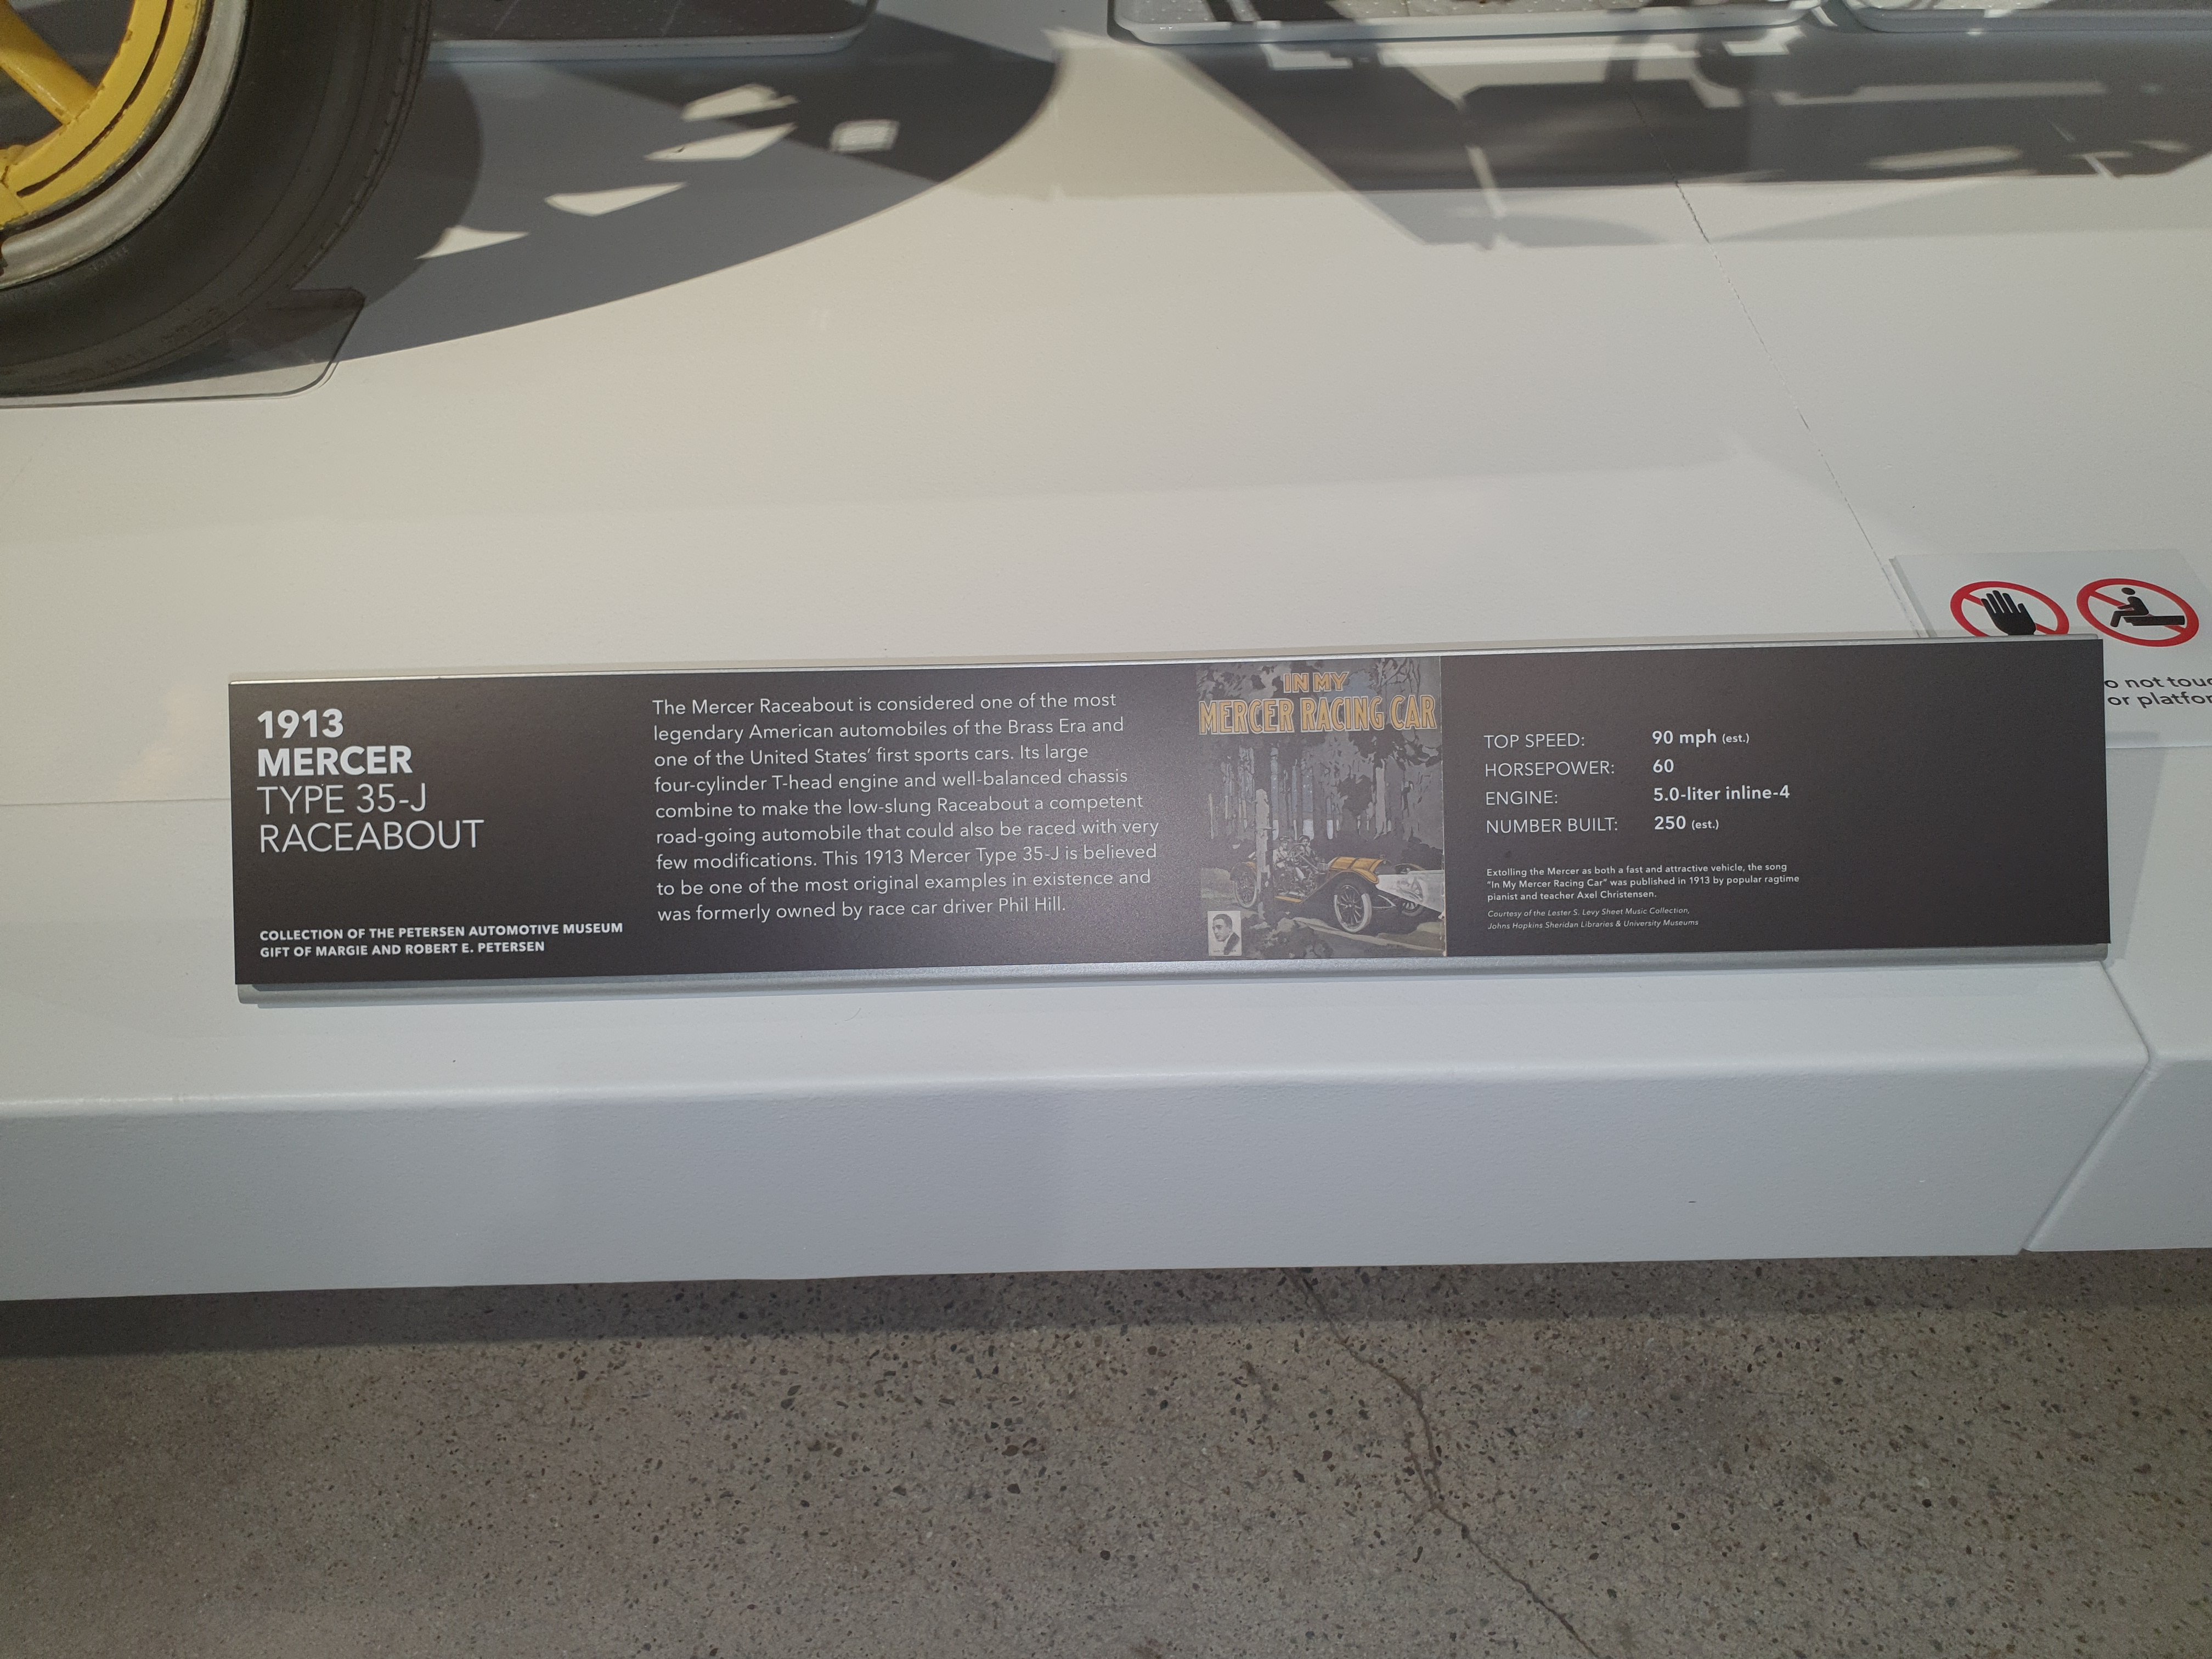 1913
MERCER
TYPE 35-J
RACEABOUT
COLLECTION OF THE PETERSEN AUTOMOTIVE MUSEUM
GIFT OF MARGIE AND ROBERT E. PETERSEN
The Mercer Raceabout is considered one of the most
legendary American automobiles of the Brass Era and
one of the United States’ first sports cars. Its large
four-cylinder T-head engine and well-balanced chassis
combine to make the low-slung Raceabout a competent
road-going automobile that could also be raced with very
few modifications. This 1913 Mercer Type 35-J is believed
to be one of the most original examples in existence and
was formerly owned by race car driver Phil Hill.
IN MY
MERCER RACING CAR
TOP SPEED: 90 mph (est.)
HORSEPOWER: 60
ENGINE: 5.0-liter inline-4
NUMBER BUILT: 250 (est.)
Extolling the Mercer as both a fast and attractive vehicle, the song
“In My Mercer Racing Car” was published in 1913 by popular ragtime
pianist and teacher Axel Christensen.
Courtesy of the Lester S. Levy Sheet Music Collection,
Johns Hopkins Sheridan Libraries & University Museums
not
or